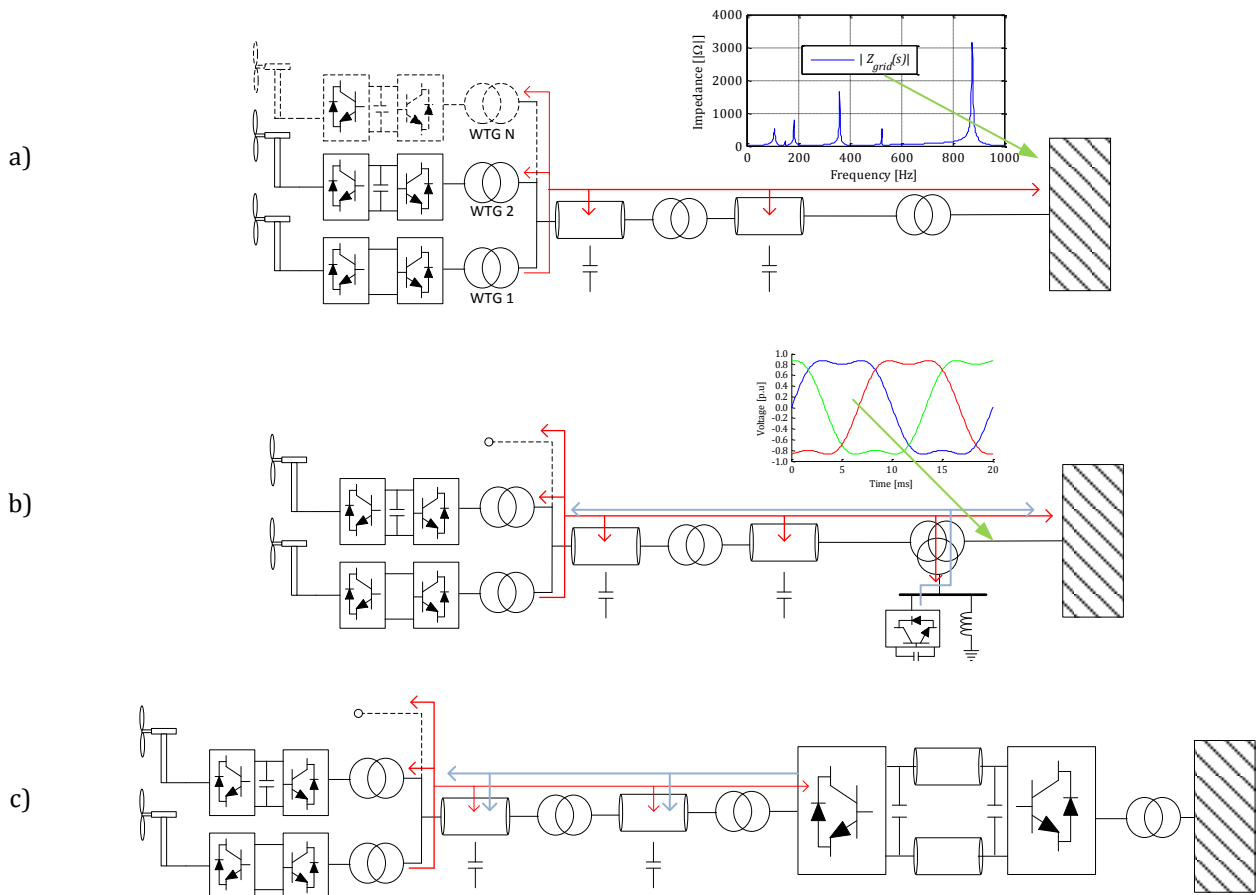 a)
WTG N
WTG 2
WTG 1
Impedance [|Ω|]
4000
3000
2000
1000
0
| Z_grid(s)|
0 200 400 600 800 1000
Frequency [Hz]
b)
Voltage [p.u]
1.0
0.8
0.6
0.4
0.2
0.0
-0.2
-0.4
-0.6
-0.8
-1.0
0 5 10 15 20
Time [ms]
c)